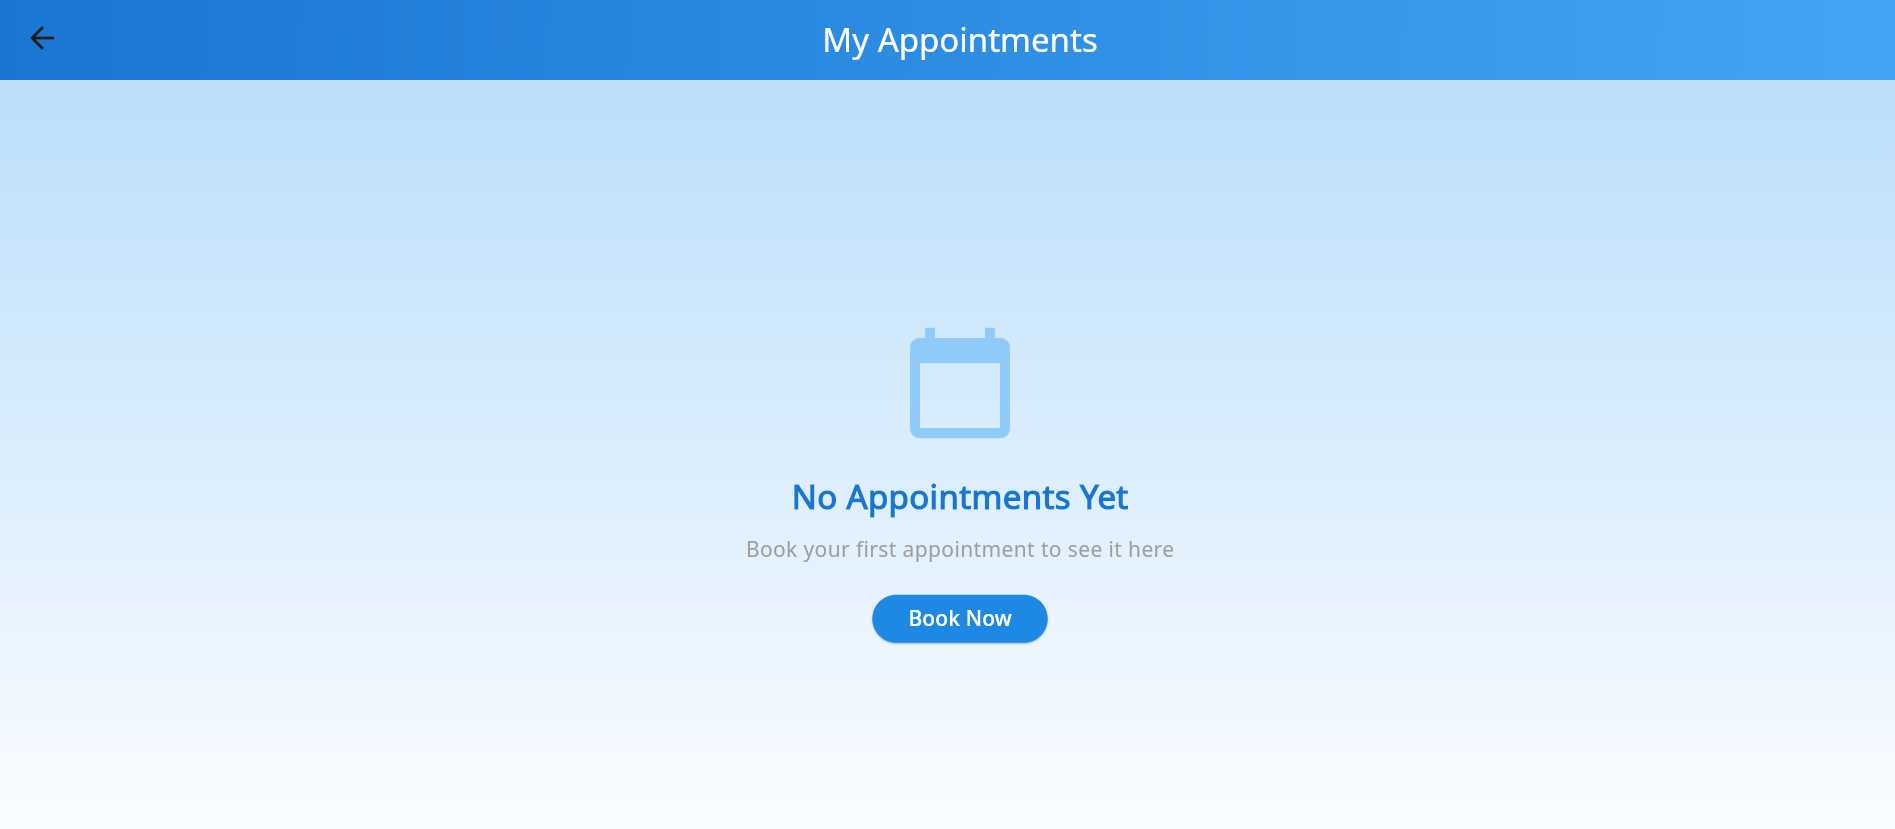 My Appointments
No Appointments Yet
Book your first appointment to see it here
Book Now